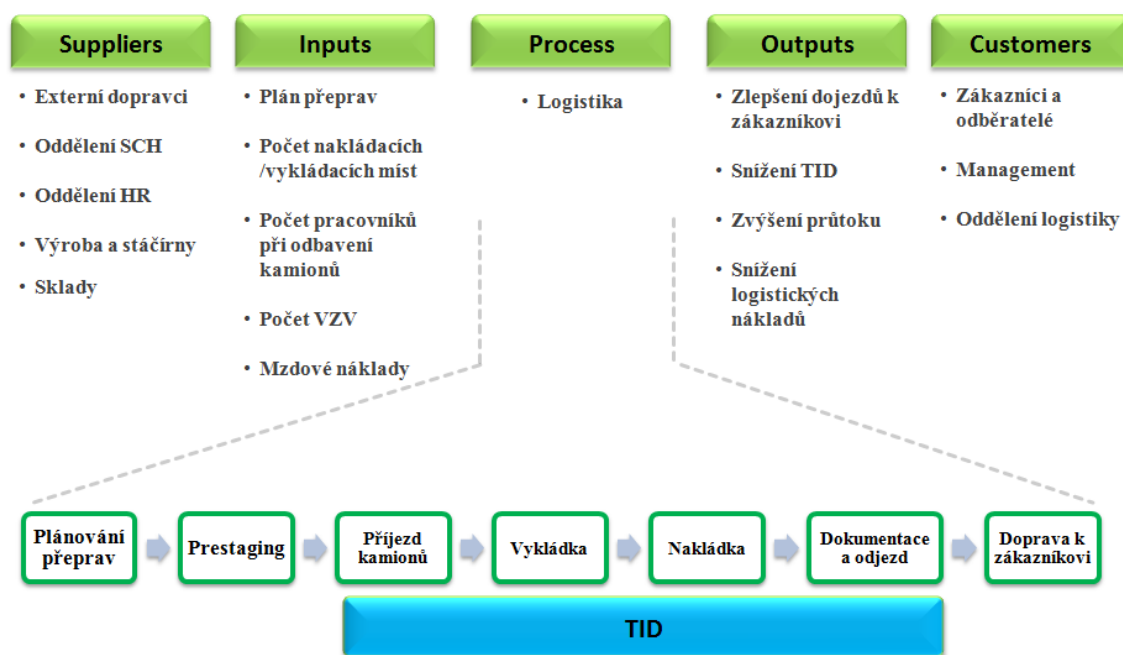 Suppliers
Inputs
Process
Outputs
Customers
• Externí dopravci
• Oddělení SCH
• Oddělení HR
• Výroba a stáčírny
• Sklady
• Plán přeprav
• Počet nakládacích
/vykládacích míst
• Počet pracovníků
při odbavení
kamionů
• Počet VZV
• Mzdové náklady
• Logistika
• Zlepšení dojezdů k
zákazníkovi
• Snížení TID
• Zvýšení průtoku
• Snížení
logistických
nákladů
• Zákazníci a
odběratelé
• Management
• Oddělení logistiky
Plánování
přeprav
Prestaging
Příjezd
kamionů
Vykládka
Nakládka
Dokumentace
a odjezd
Doprava k
zákazníkovi
TID